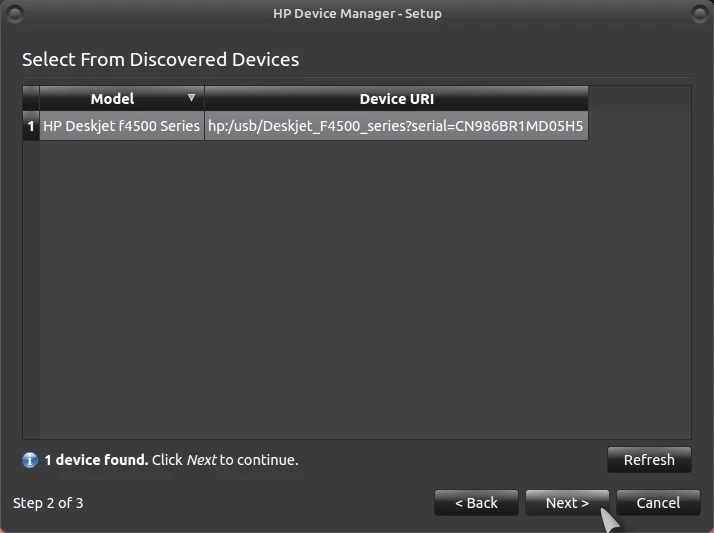 HP Device Manager - Setup
Select From Discovered Devices
Model Device URI
1 HP Deskjet f4500 Series hp:/usb/Deskjet_F4500_series?serial=CN986BR1MD05H5
1 device found. Click Next to continue.
Refresh
Step 2 of 3 < Back Next > Cancel